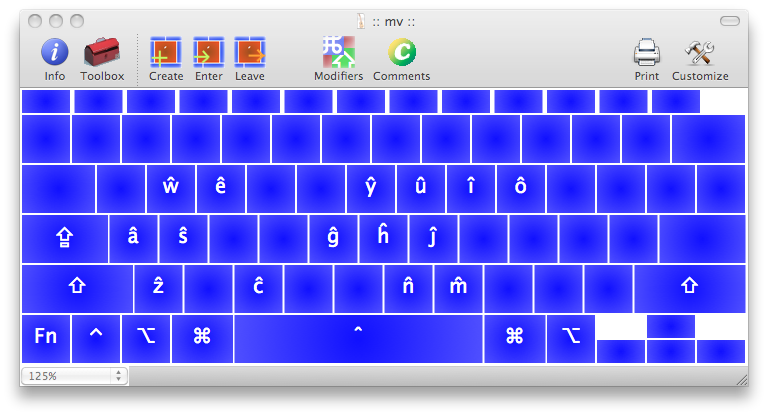 :: mv ::
Info Toolbox Create Enter Leave Modifiers Comments Print Customize
ŵ ê ŷ û î ô
â ŝ ĝ ĥ ĵ
ẑ ĉ n̂ m̂
Fn ^ ⌥ ⌘ ˆ ⌘ ⌥
125%